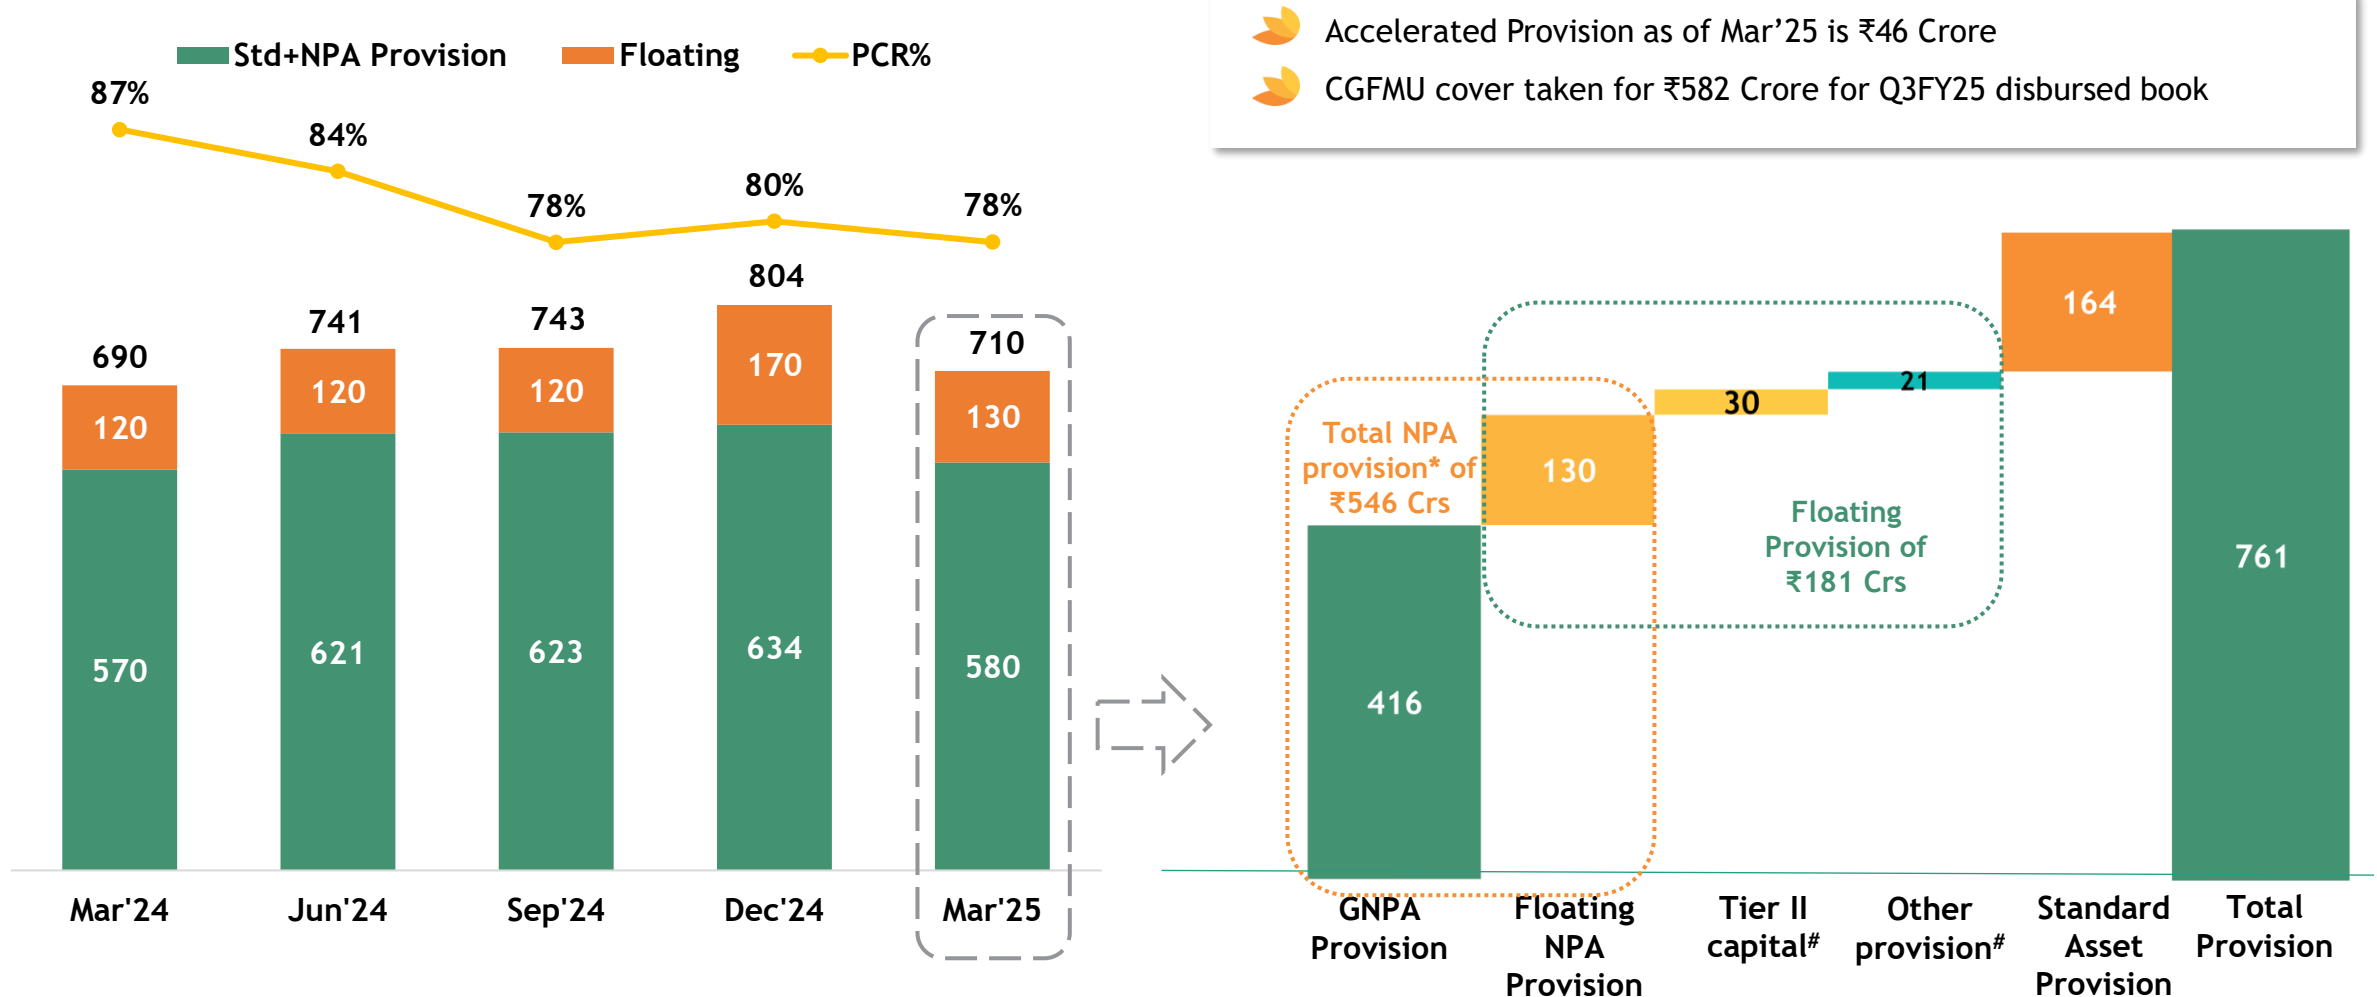 Std+NPA Provision
Floating
PCR%
87%
84%
78%
80%
78%
690
741
743
804
710
120
120
120
170
130
570
621
623
634
580
Mar'24
Jun'24
Sep'24
Dec'24
Mar'25
Accelerated Provision as of Mar’25 is ₹46 Crore
CGFMU cover taken for ₹582 Crore for Q3FY25 disbursed book
Total NPA
provision* of
₹546 Crs
Floating
Provision of
₹181 Crs
416
130
30
21
164
761
GNPA
Provision
Floating
NPA
Provision
Tier II
capital#
Other
provision#
Standard
Asset
Provision
Total
Provision